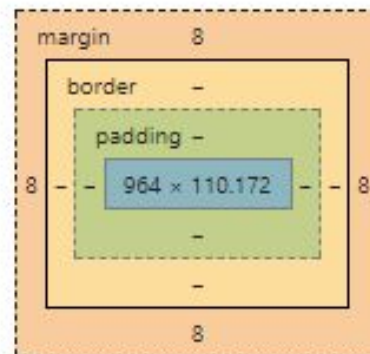 margin 8
border –
padding –
8 – – 964 × 110.172 – – 8
–
–
8